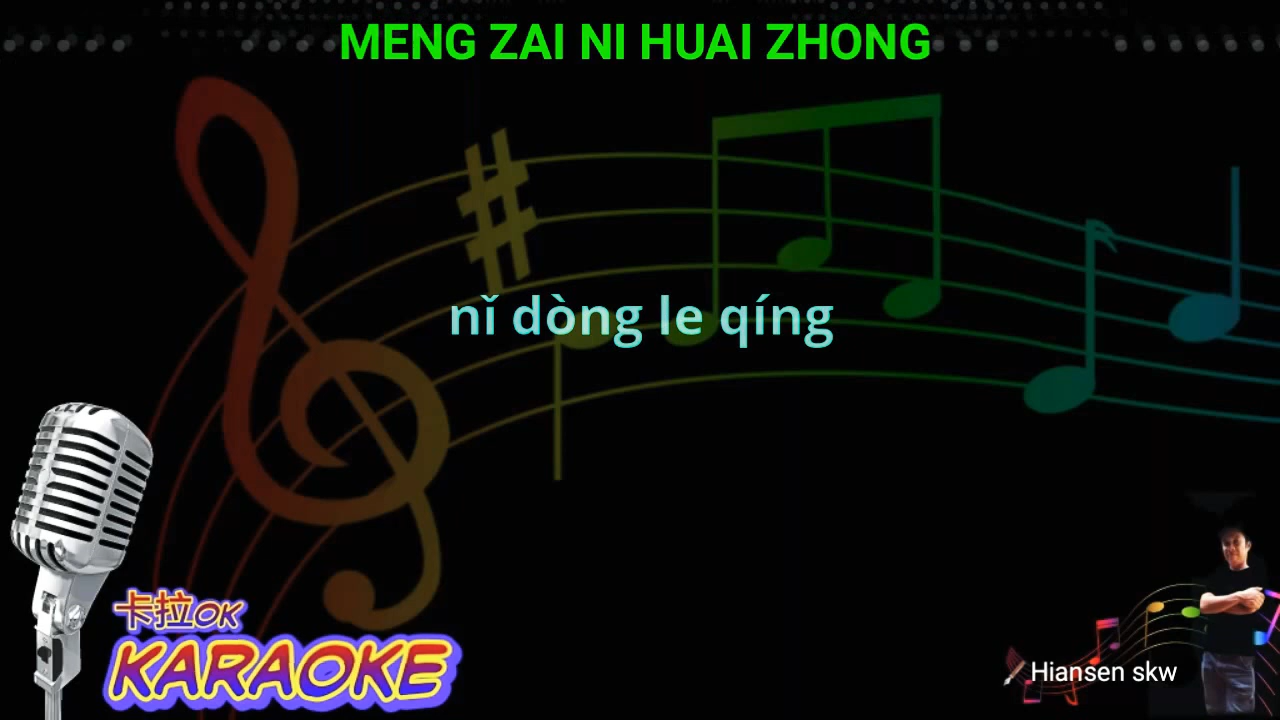 MENG ZAI NI HUAI ZHONG
nǐ dòng le qíng
卡拉OK
KARAOKE
Hiansen skw